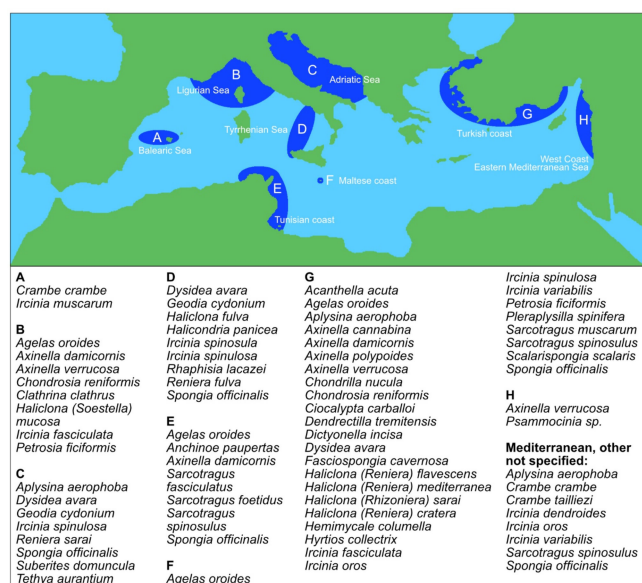 B
Ligurian Sea
C
Adriatic Sea
A
Balearic Sea
Tyrrhenian Sea
D
G
Turkish coast
H
West Coast
Eastern Mediterranean Sea
E
Tunisian coast
F Maltese coast
A
Crambe crambe
Ircinia muscarum
B
Agelas oroides
Axinella damicornis
Axinella verrucosa
Chondrosia reniformis
Clathrina clathrus
Haliclona (Soestella)
mucosa
Ircinia fasciculata
Petrosia ficiformis
C
Aplysina aerophoba
Dysidea avara
Geodia cydonium
Ircinia spinulosa
Reniera sarai
Spongia officinalis
Suberites domuncula
Tethya aurantium
D
Dysidea avara
Geodia cydonium
Haliclona fulva
Halicondria panicea
Ircinia spinosula
Ircinia spinulosa
Rhaphisia lacazei
Reniera fulva
Spongia officinalis
E
Agelas oroides
Anchinoe paupertas
Axinella damicornis
Sarcotragus
fasciculatus
Sarcotragus foetidus
Sarcotragus
spinosulus
Spongia officinalis
F
Agelas oroides
G
Acanthella acuta
Agelas oroides
Aplysina aerophoba
Axinella cannabina
Axinella damicornis
Axinella polypoides
Axinella verrucosa
Chondrilla nucula
Chondrosia reniformis
Ciocalypta carballoi
Dendrectilla tremitensis
Dictyonella incisa
Dysidea avara
Fasciospongia cavernosa
Haliclona (Reniera) flavescens
Haliclona (Reniera) mediterranea
Haliclona (Rhizoniera) sarai
Haliclona (Reniera) cratera
Hemimycale columella
Hyrtios collectrix
Ircinia fasciculata
Ircinia oros
Ircinia spinulosa
Ircinia variabilis
Petrosia ficiformis
Pleraplysilla spinifera
Sarcotragus muscarum
Sarcotragus spinosulus
Scalarispongia scalaris
Spongia officinalis
H
Axinella verrucosa
Psammocinia sp.
Mediterranean, other
not specified:
Aplysina aerophoba
Crambe crambe
Crambe tailliezi
Ircinia dendroides
Ircinia oros
Ircinia variabilis
Sarcotragus spinosulus
Spongia officinalis